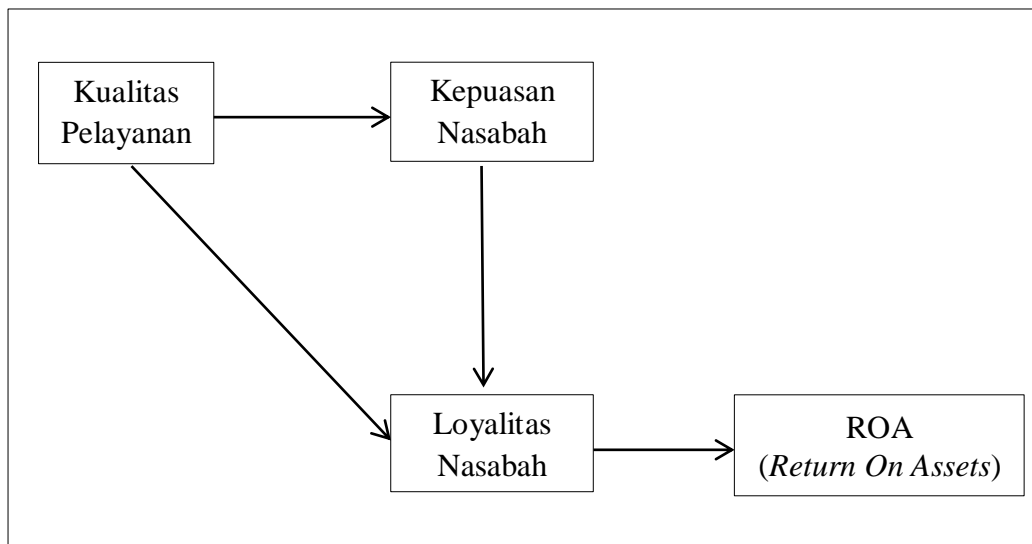 Kualitas
Pelayanan
Kepuasan
Nasabah
Loyalitas
Nasabah
ROA
(Return On Assets)